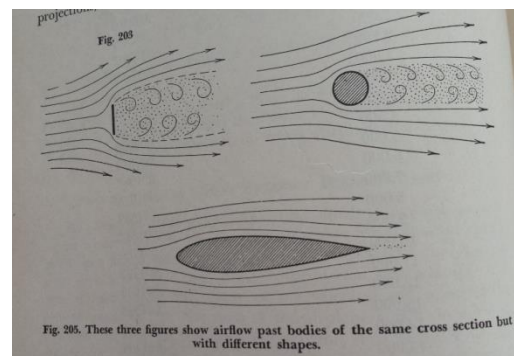 projections,
Fig. 203
Fig. 205. These three figures show airflow past bodies of the same cross section but
with different shapes.